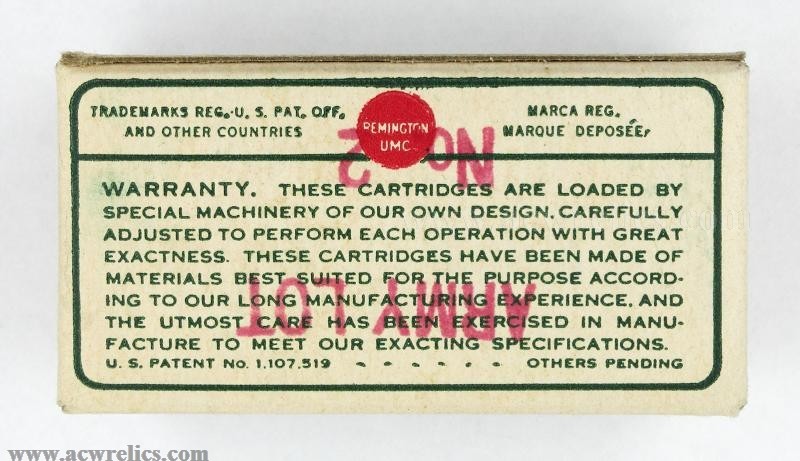 TRADEMARKS REG. U. S. PAT. OFF.
AND OTHER COUNTRIES
REMINGTON
UMC
MARCA REG.
MARQUE DEPOSÉE,
NO. 2
WARRANTY. THESE CARTRIDGES ARE LOADED BY
SPECIAL MACHINERY OF OUR OWN DESIGN, CAREFULLY
ADJUSTED TO PERFORM EACH OPERATION WITH GREAT
EXACTNESS. THESE CARTRIDGES HAVE BEEN MADE OF
MATERIALS BEST SUITED FOR THE PURPOSE ACCORD-
ING TO OUR LONG MANUFACTURING EXPERIENCE, AND
THE UTMOST CARE HAS BEEN EXERCISED IN MANU-
FACTURE TO MEET OUR EXACTING SPECIFICATIONS.
U. S. PATENT No. 1,107,519 . . . . . . OTHERS PENDING
ARMY LOT
www.acwrelics.com